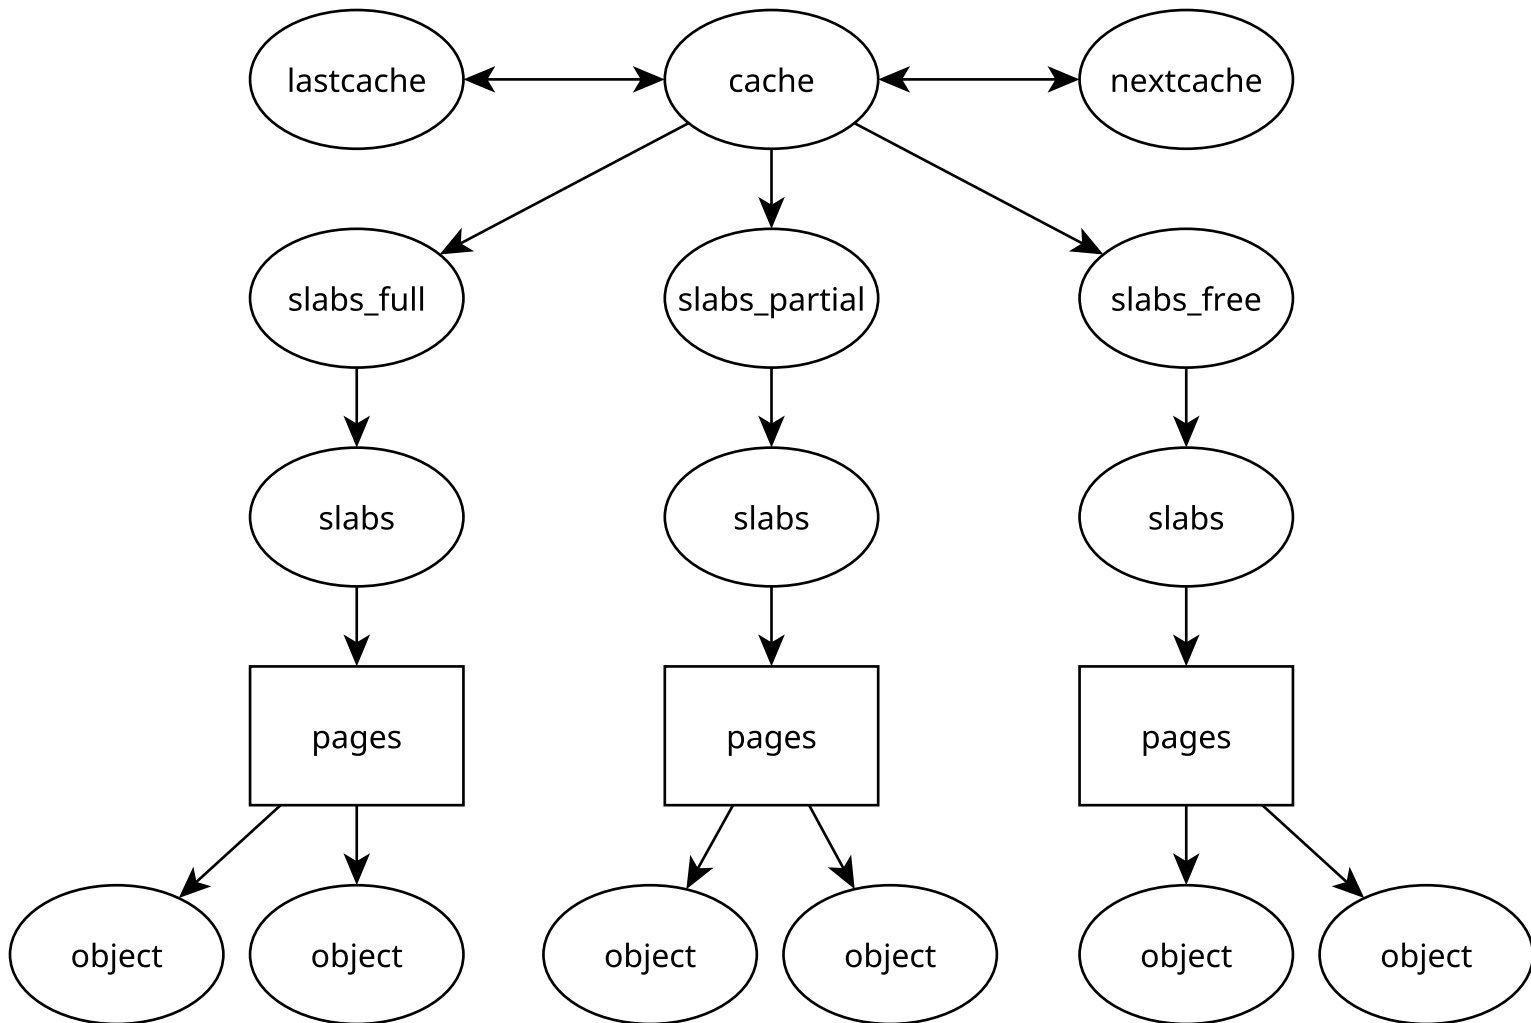 lastcache
cache
nextcache
slabs_full
slabs_partial
slabs_free
slabs
slabs
slabs
pages
pages
pages
object
object
object
object
object
object